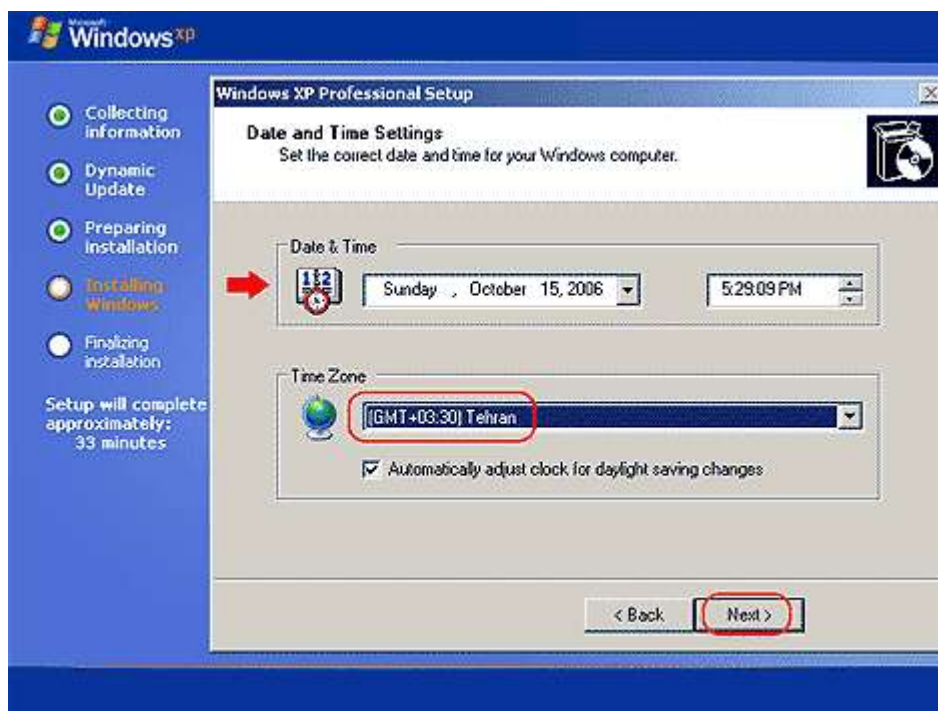 Microsoft
Windows xp
Collecting
information
Dynamic
Update
Preparing
installation
Installing
Windows
Finalizing
installation
Setup will complete
approximately:
33 minutes
Windows XP Professional Setup
Date and Time Settings
Set the correct date and time for your Windows computer.
Date & Time
Sunday , October 15, 2006
5:29:09 PM
Time Zone
(GMT+03:30) Tehran
Automatically adjust clock for daylight saving changes
< Back
Next >